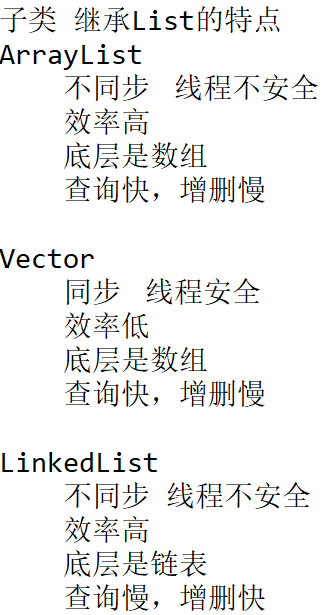 子类 继承List的特点
ArrayList
不同步 线程不安全
效率高
底层是数组
查询快，增删慢
Vector
同步 线程安全
效率低
底层是数组
查询快，增删慢
LinkedList
不同步 线程不安全
效率高
底层是链表
查询慢，增删快